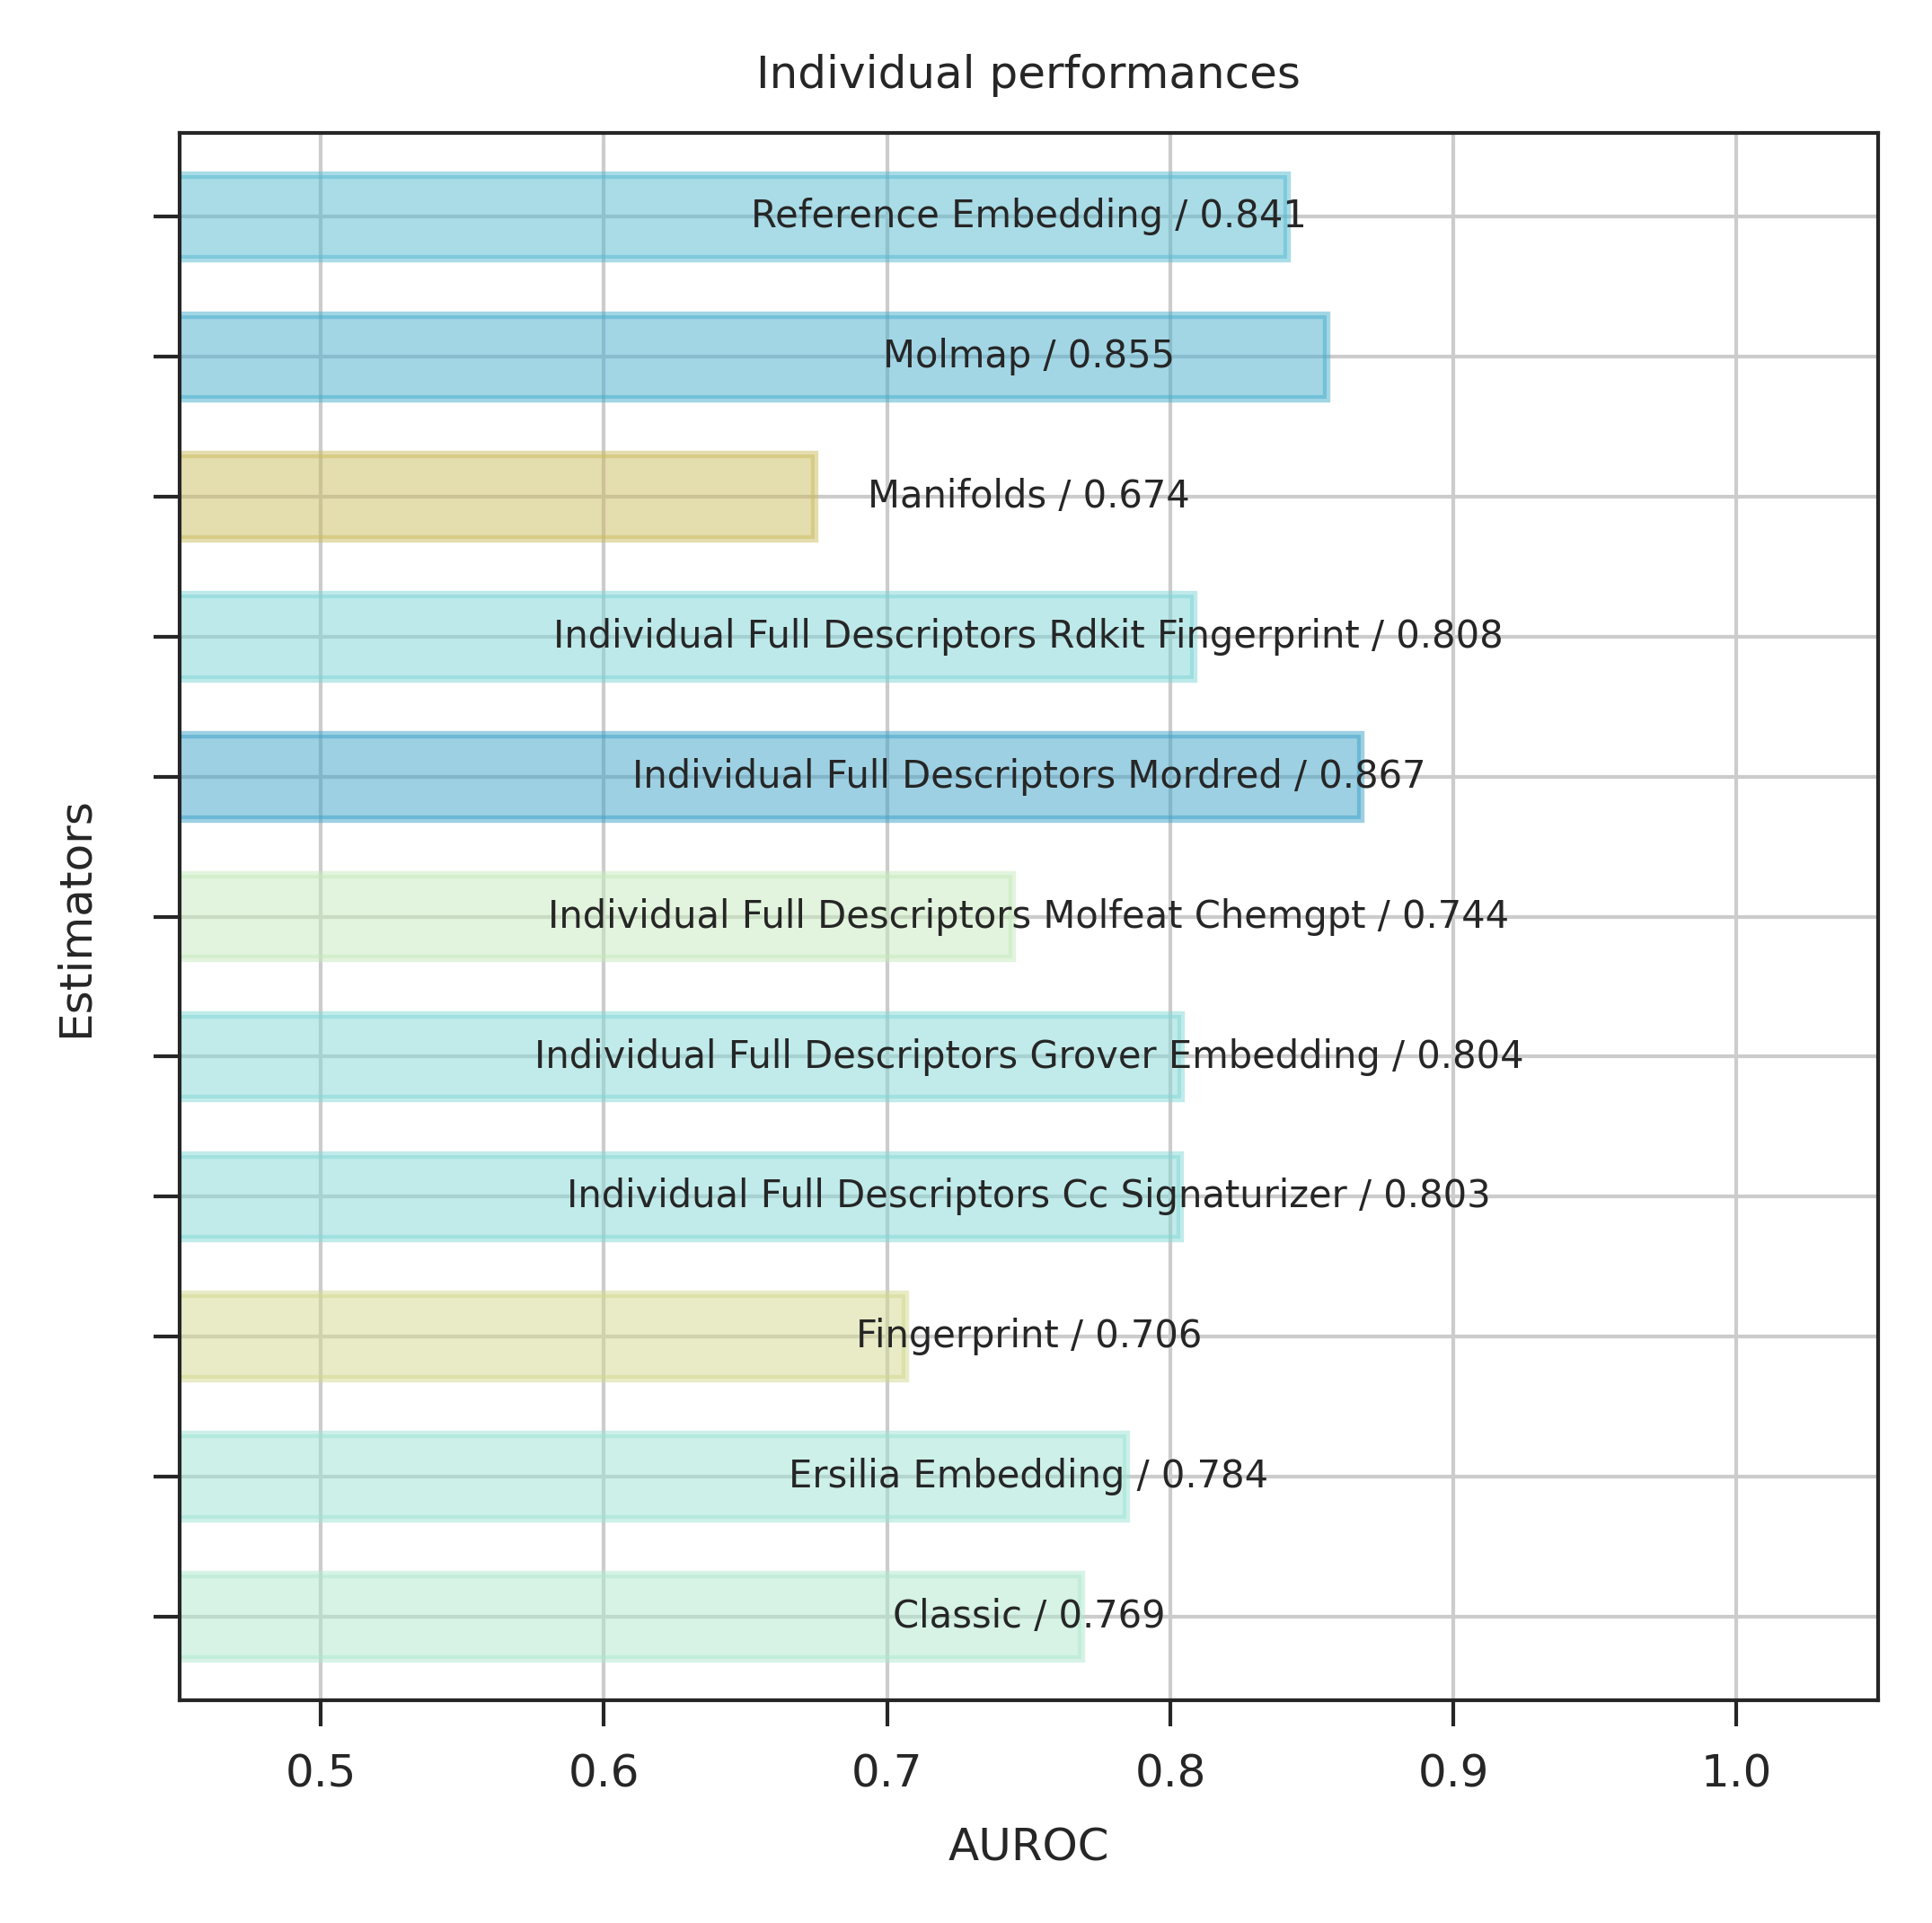 Individual performances
Reference Embedding / 0.841
Molmap / 0.855
Manifolds / 0.674
Individual Full Descriptors Rdkit Fingerprint / 0.808
Individual Full Descriptors Mordred / 0.867
Individual Full Descriptors Molfeat Chemgpt / 0.744
Individual Full Descriptors Grover Embedding / 0.804
Individual Full Descriptors Cc Signaturizer / 0.803
Fingerprint / 0.706
Ersilia Embedding / 0.784
Classic / 0.769
Estimators
0.5 0.6 0.7 0.8 0.9 1.0
AUROC